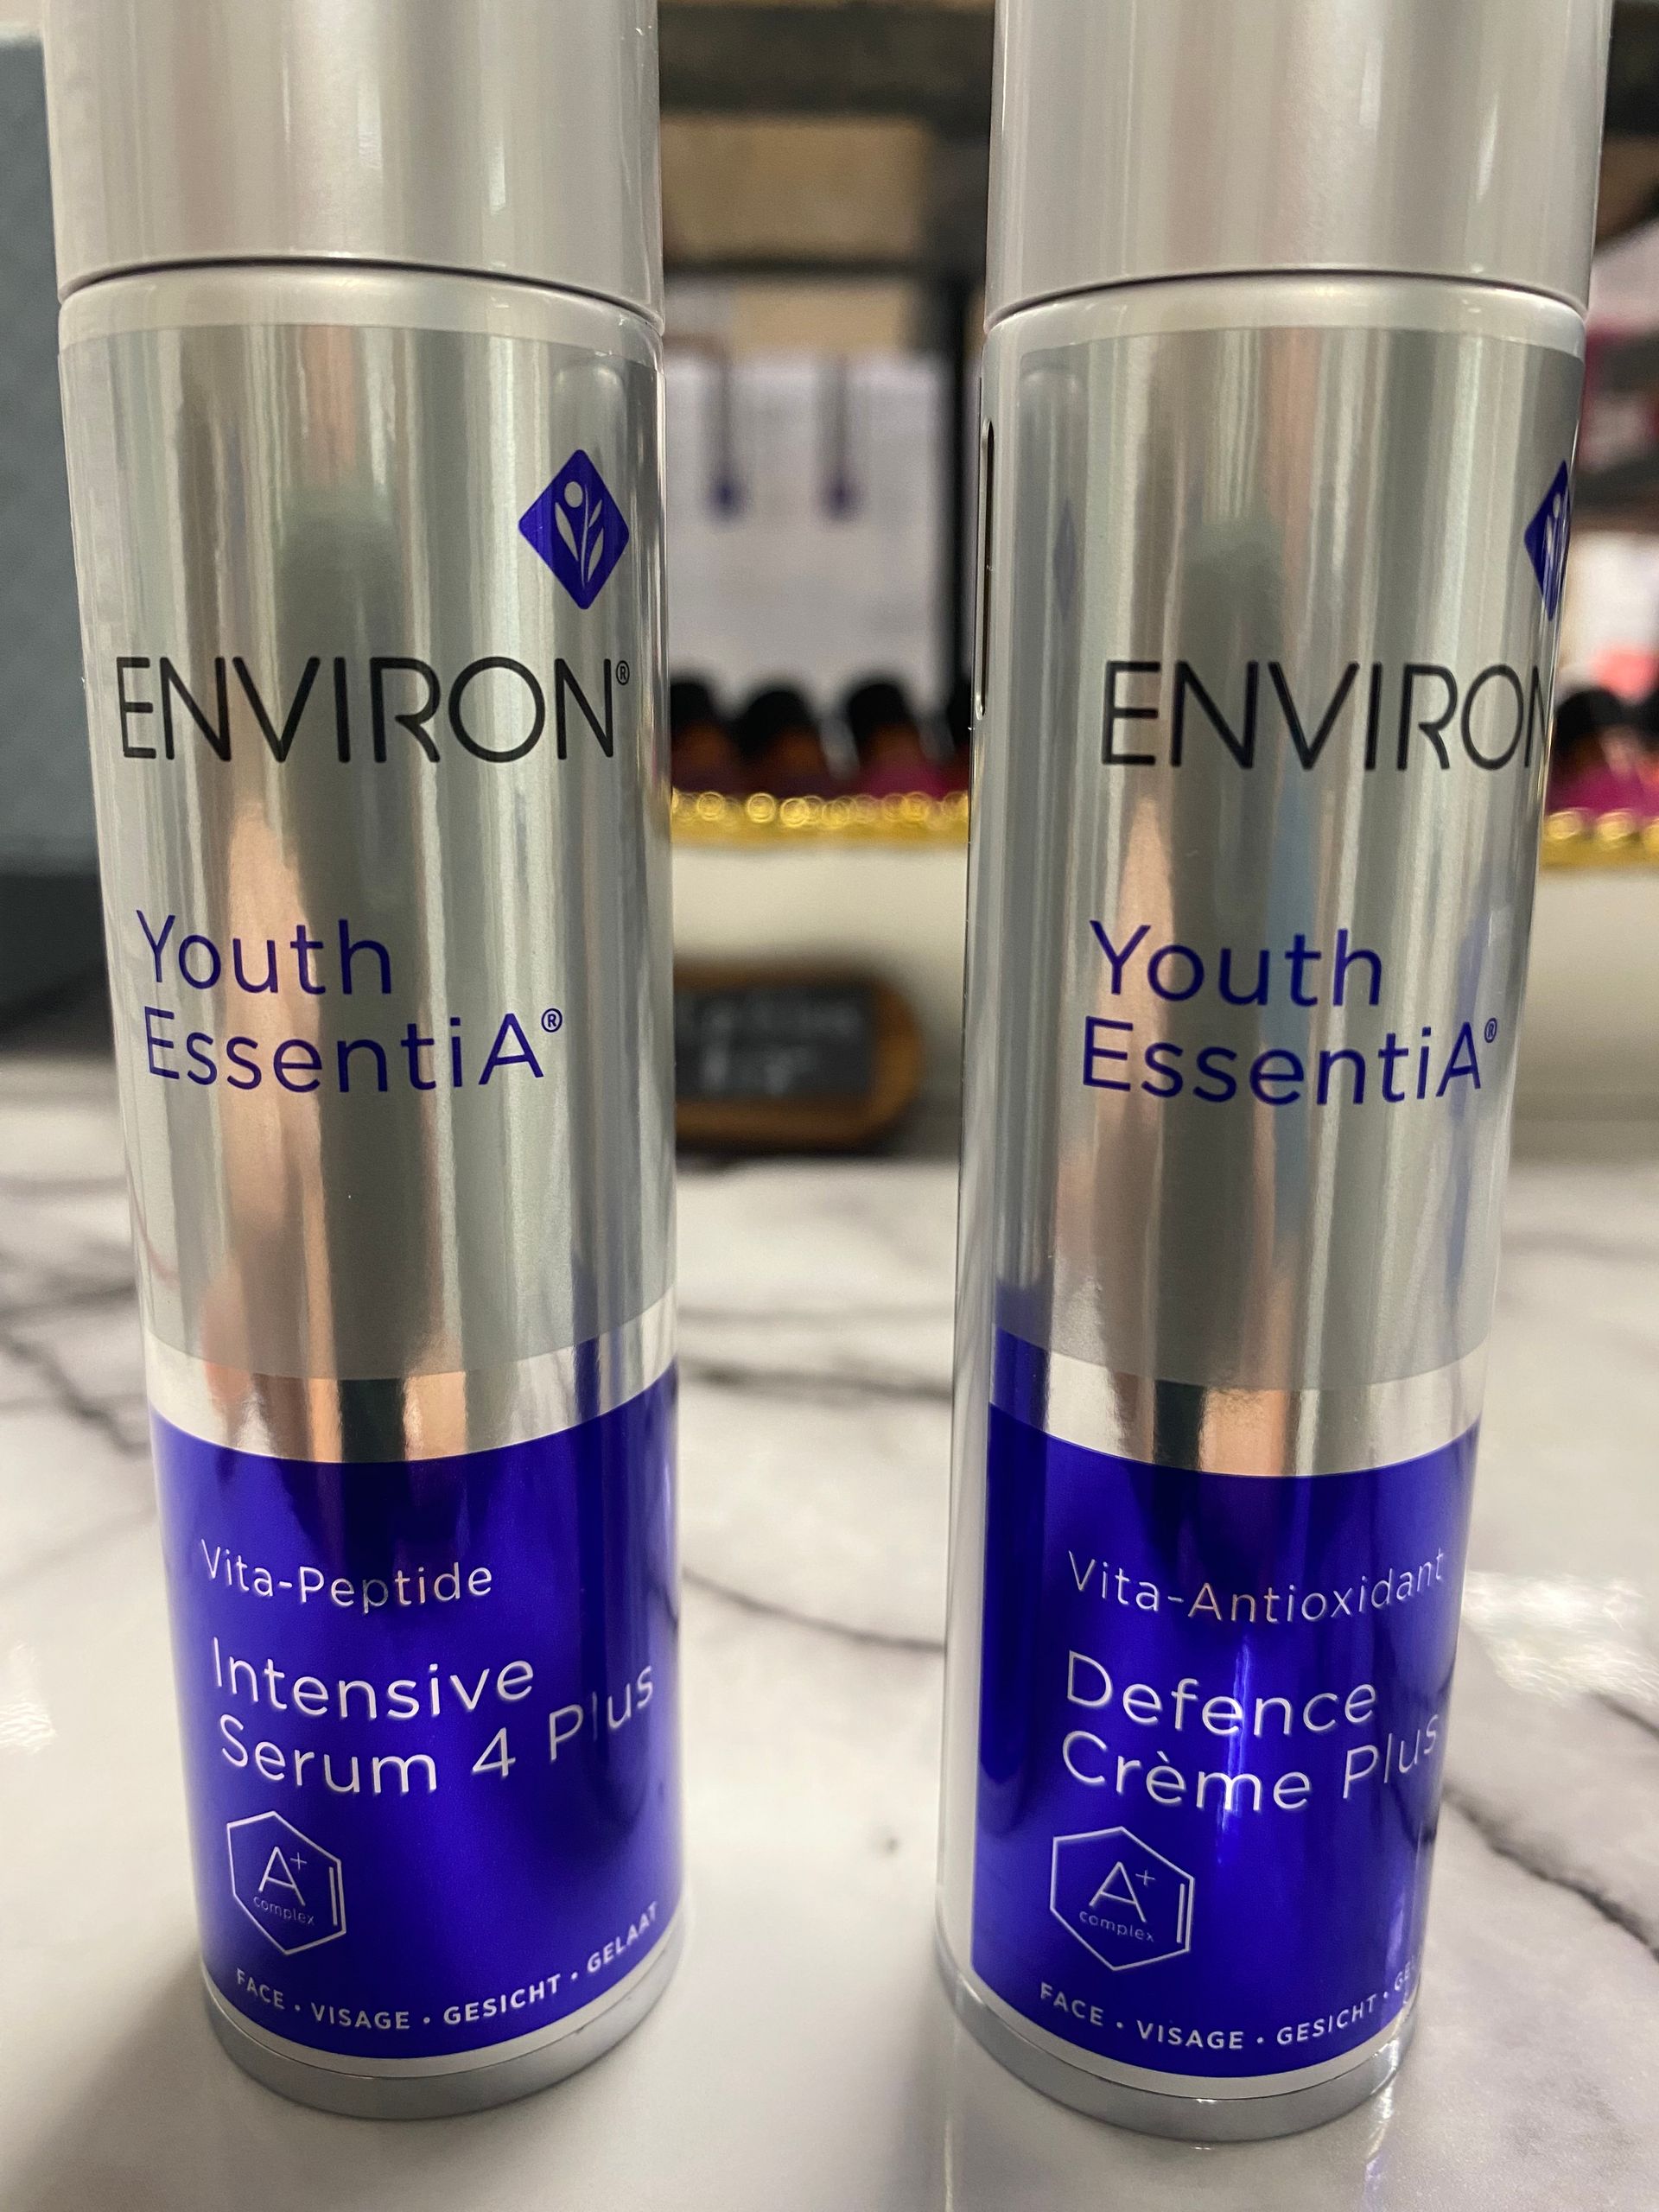 ENVIRON®
Youth
EssentiA®
Vita-Peptide
Intensive
Serum 4 Plus
A+
complex
FACE • VISAGE • GESICHT • GELAAT
ENVIRON
Youth
EssentiA®
Vita-Antioxidant
Defence
Crème Plus
A+
complex
FACE • VISAGE • GESICHT •